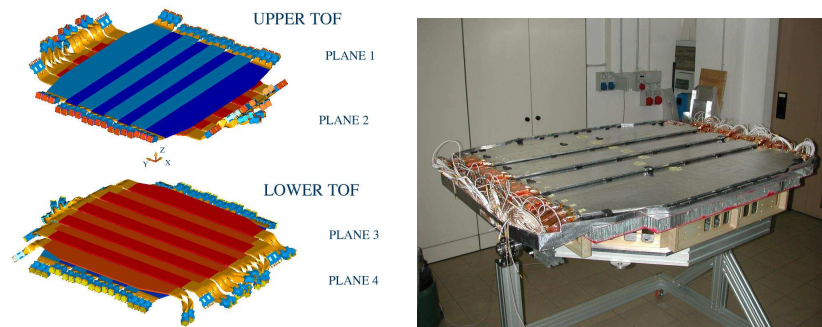 UPPER TOF
PLANE 1
PLANE 2
Z
Y X
LOWER TOF
PLANE 3
PLANE 4